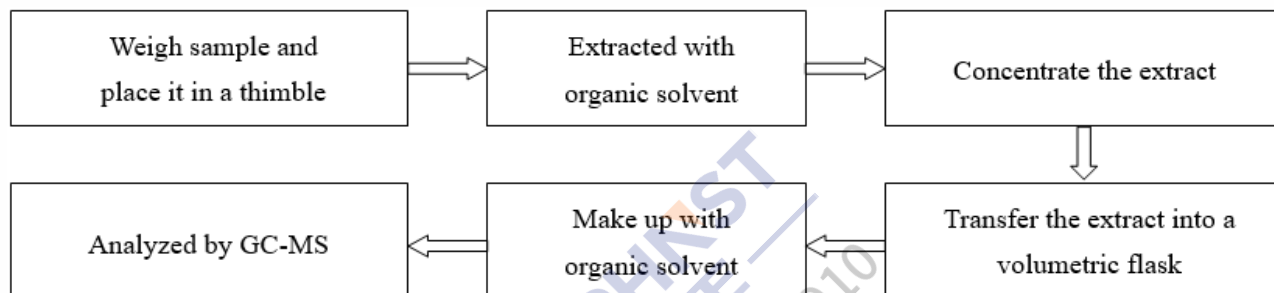 Weigh sample and
place it in a thimble
Extracted with
organic solvent
Concentrate the extract
Transfer the extract into a
volumetric flask
Make up with
organic solvent
Analyzed by GC-MS